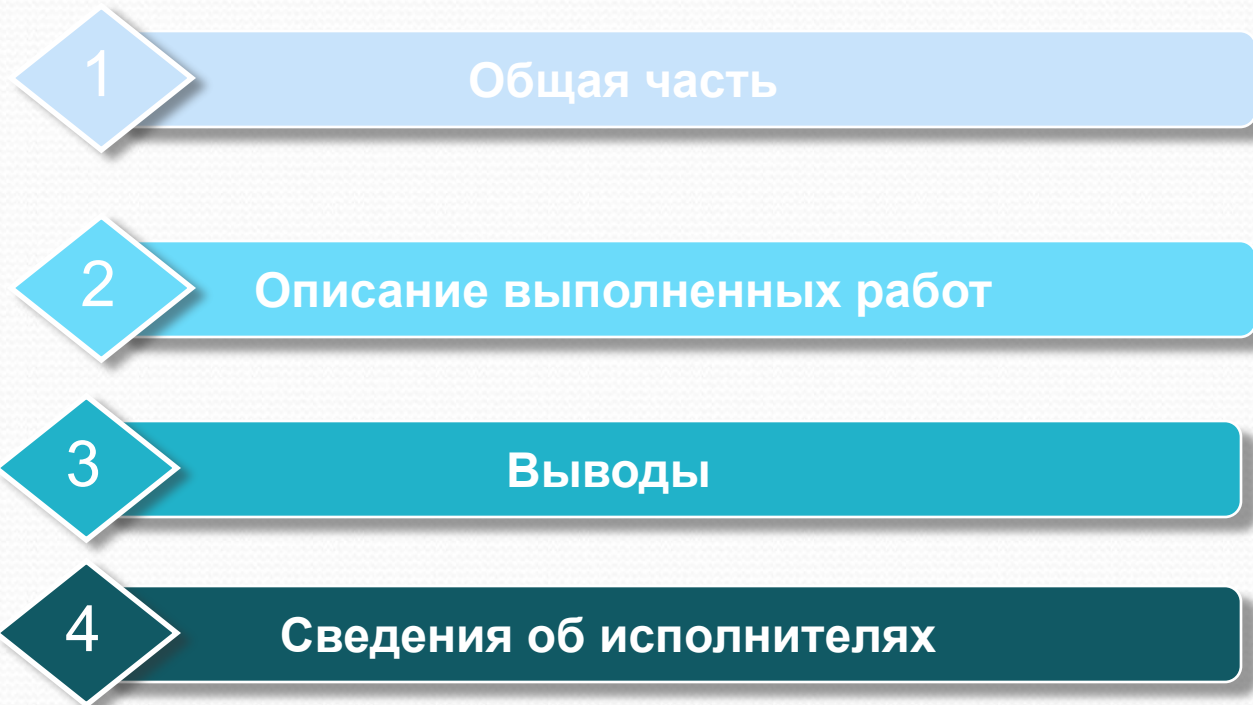 1 Общая часть
2 Описание выполненных работ
3 Выводы
4 Сведения об исполнителях